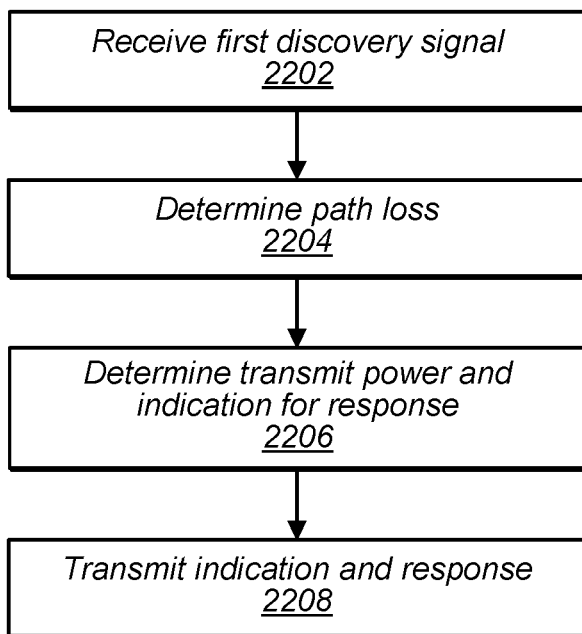 Receive first discovery signal
2202
Determine path loss
2204
Determine transmit power and
indication for response
2206
Transmit indication and response
2208